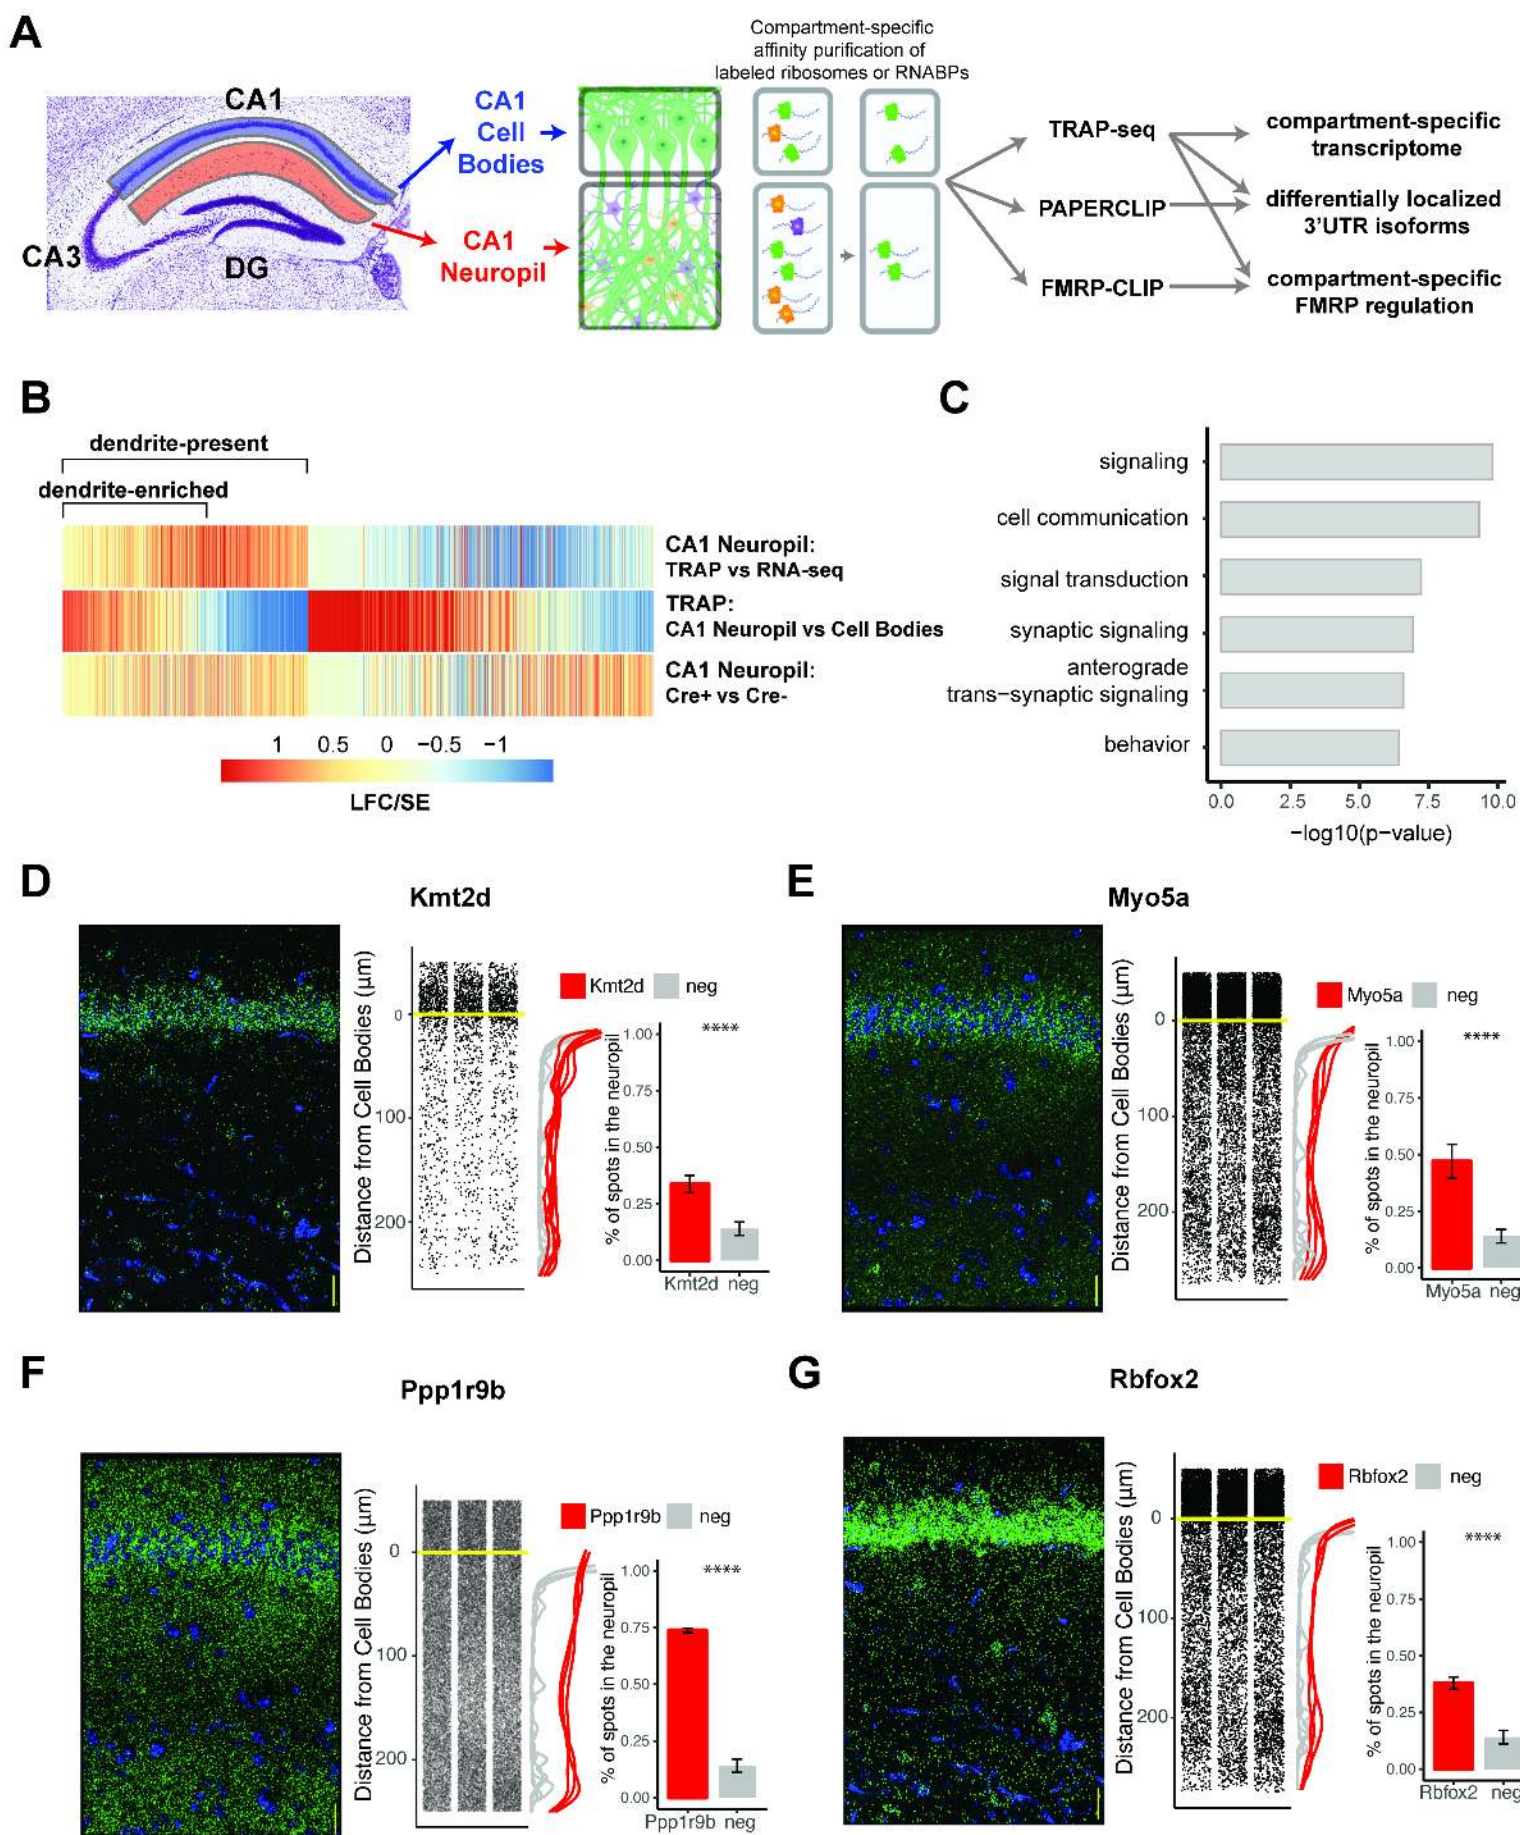 A
Compartment-specific
affinity purification of
labeled ribosomes or RNABPs
CA1
CA3
DG
CA1
Cell
Bodies
CA1
Neuropil
TRAP-seq
PAPERCLIP
FMRP-CLIP
compartment-specific
transcriptome
differentially localized
3'UTR isoforms
compartment-specific
FMRP regulation
B
dendrite-present
dendrite-enriched
CA1 Neuropil:
TRAP vs RNA-seq
TRAP:
CA1 Neuropil vs Cell Bodies
CA1 Neuropil:
Cre+ vs Cre-
1 0.5 0 −0.5 −1
LFC/SE
C
signaling
cell communication
signal transduction
synaptic signaling
anterograde
trans−synaptic signaling
behavior
0.0 2.5 5.0 7.5 10.0
−log10(p−value)
D
Kmt2d
Distance from Cell Bodies (µm)
0
100
200
Kmt2d neg
% of spots in the neuropil
1.00
0.75
0.50
0.25
0.00
****
Kmt2d neg
E
Myo5a
Distance from Cell Bodies (µm)
0
100
200
Myo5a neg
% of spots in the neuropil
1.00
0.75
0.50
0.25
0.00
****
Myo5a neg
F
Ppp1r9b
Distance from Cell Bodies (µm)
0
100
200
Ppp1r9b neg
% of spots in the neuropil
1.00
0.75
0.50
0.25
0.00
****
Ppp1r9b neg
G
Rbfox2
Distance from Cell Bodies (µm)
0
100
200
Rbfox2 neg
% of spots in the neuropil
1.00
0.75
0.50
0.25
0.00
****
Rbfox2 neg